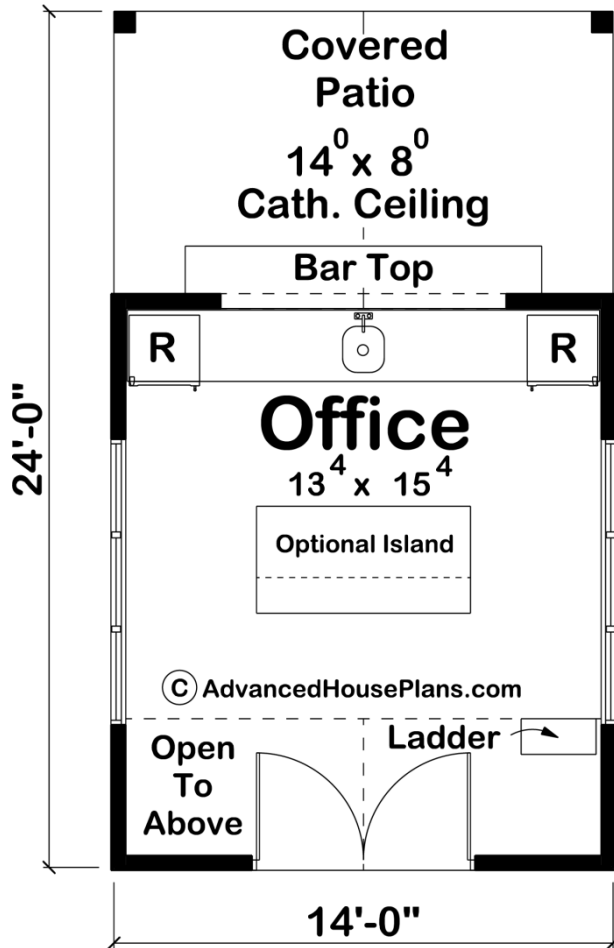 Covered
Patio
14⁰ x 8⁰
Cath. Ceiling
Bar Top
R
R
Office
13⁴ x 15⁴
Optional Island
© AdvancedHousePlans.com
Ladder
Open
To
Above
24'-0"
14'-0"